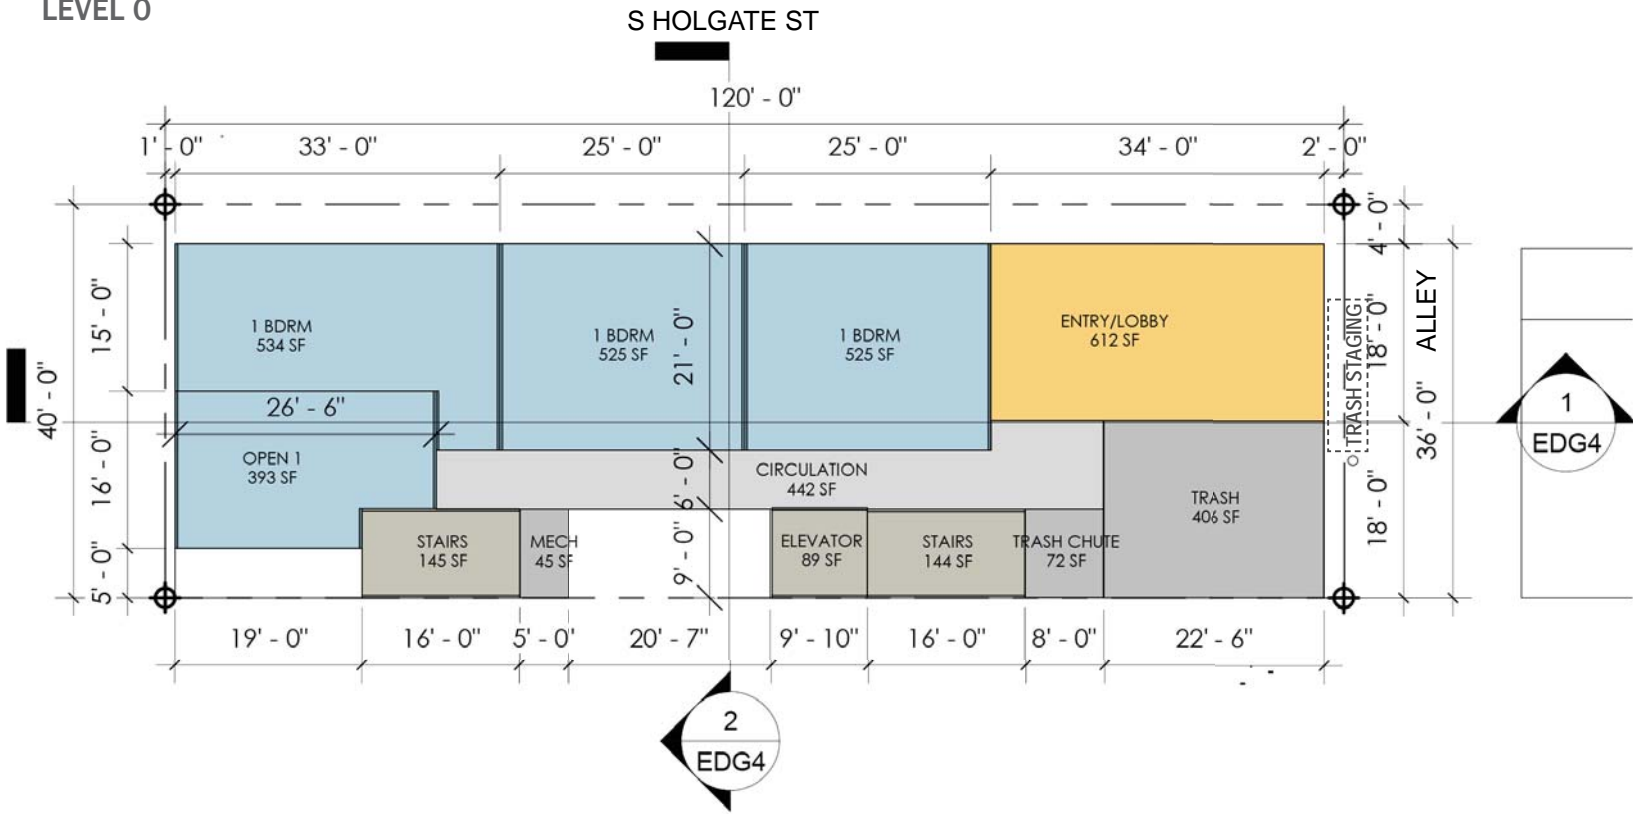 LEVEL 0
S HOLGATE ST
120' - 0"
1' - 0"
33' - 0"
25' - 0"
25' - 0"
34' - 0"
2' - 0"
4' - 0"
15' - 0"
40' - 0"
16' - 0"
5' - 0"
1 BDRM
534 SF
1 BDRM
525 SF
21' - 0"
1 BDRM
525 SF
ENTRY/LOBBY
612 SF
TRASH STAGING
18' - 0"
ALLEY
36' - 0"
18' - 0"
1
EDG4
26' - 6"
OPEN 1
393 SF
CIRCULATION
442 SF
6' - 0"
TRASH
406 SF
STAIRS
145 SF
MECH
45 SF
9' - 0"
ELEVATOR
89 SF
STAIRS
144 SF
TRASH CHUTE
72 SF
19' - 0"
16' - 0"
5' - 0'
20' - 7"
9' - 10"
16' - 0"
8' - 0"
22' - 6"
2
EDG4